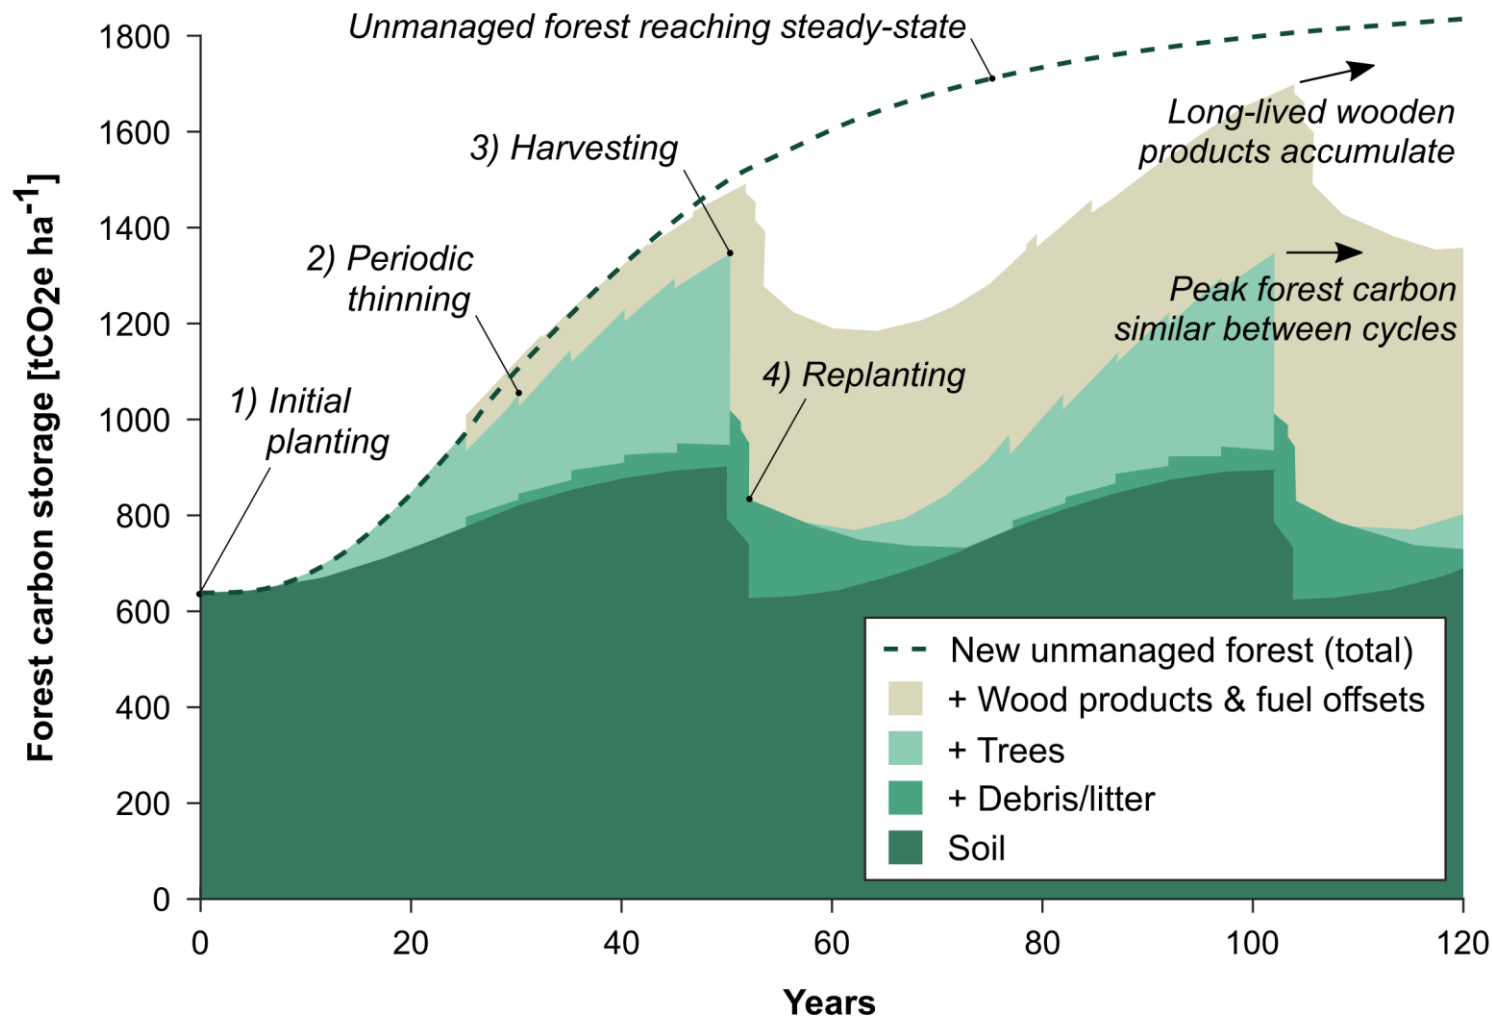 Unmanaged forest reaching steady-state
3) Harvesting
2) Periodic
thinning
1) Initial
planting
4) Replanting
Long-lived wooden
products accumulate
Peak forest carbon
similar between cycles
Forest carbon storage [tCO2e ha-1]
1800
1600
1400
1200
1000
800
600
400
200
0
New unmanaged forest (total)
+ Wood products & fuel offsets
+ Trees
+ Debris/litter
Soil
0 20 40 60 80 100 120
Years